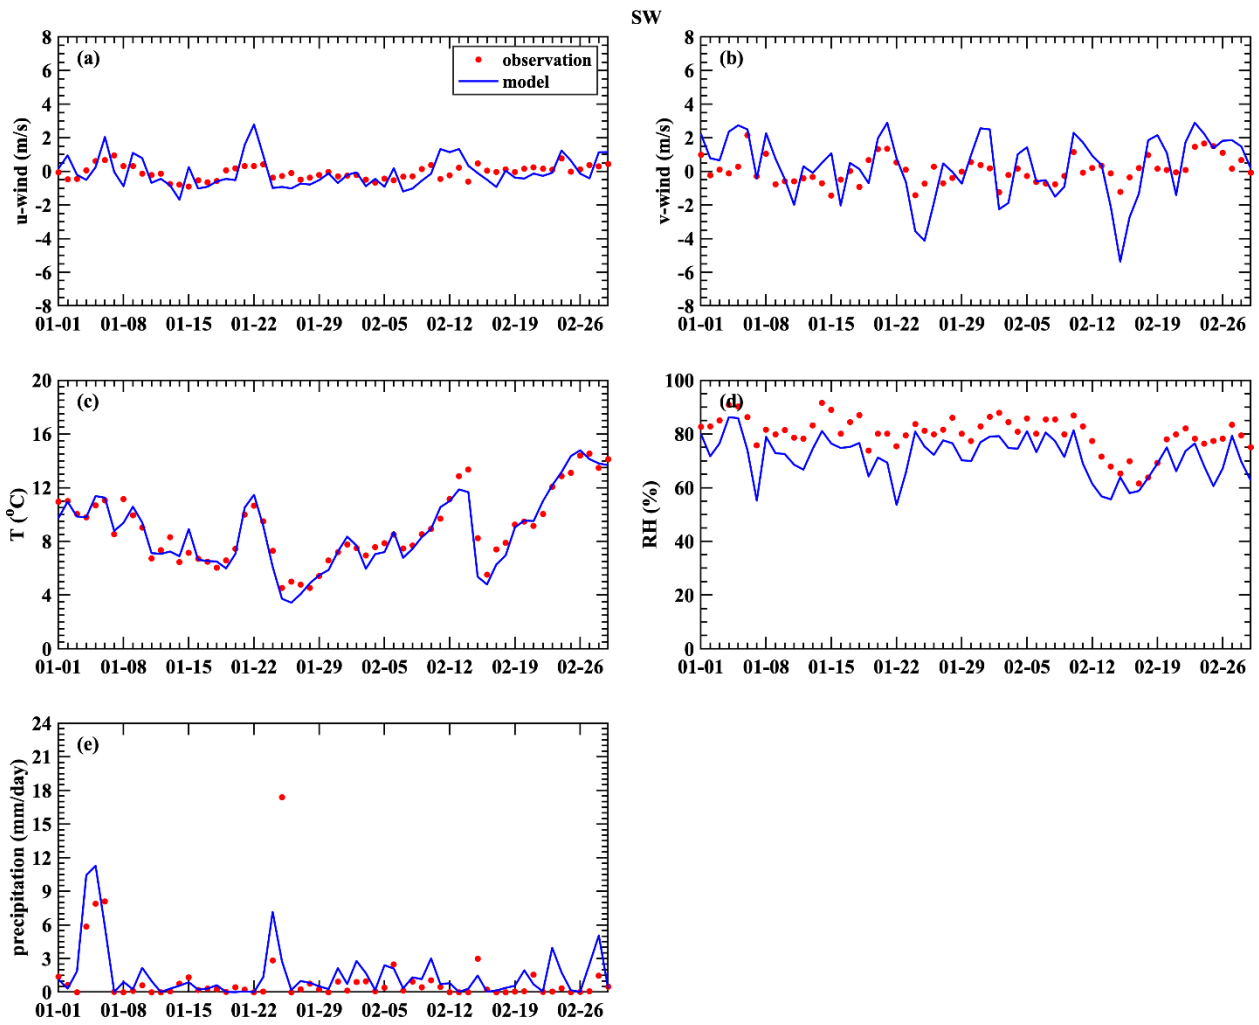 SW
(a)
observation
model
u-wind (m/s)
8
6
4
2
0
-2
-4
-6
-8
01-01 01-08 01-15 01-22 01-29 02-05 02-12 02-19 02-26
(b)
v-wind (m/s)
8
6
4
2
0
-2
-4
-6
-8
01-01 01-08 01-15 01-22 01-29 02-05 02-12 02-19 02-26
(c)
T (⁰C)
20
16
12
8
4
0
01-01 01-08 01-15 01-22 01-29 02-05 02-12 02-19 02-26
(d)
RH (%)
100
80
60
40
20
0
01-01 01-08 01-15 01-22 01-29 02-05 02-12 02-19 02-26
(e)
precipitation (mm/day)
24
21
18
15
12
9
6
3
0
01-01 01-08 01-15 01-22 01-29 02-05 02-12 02-19 02-26